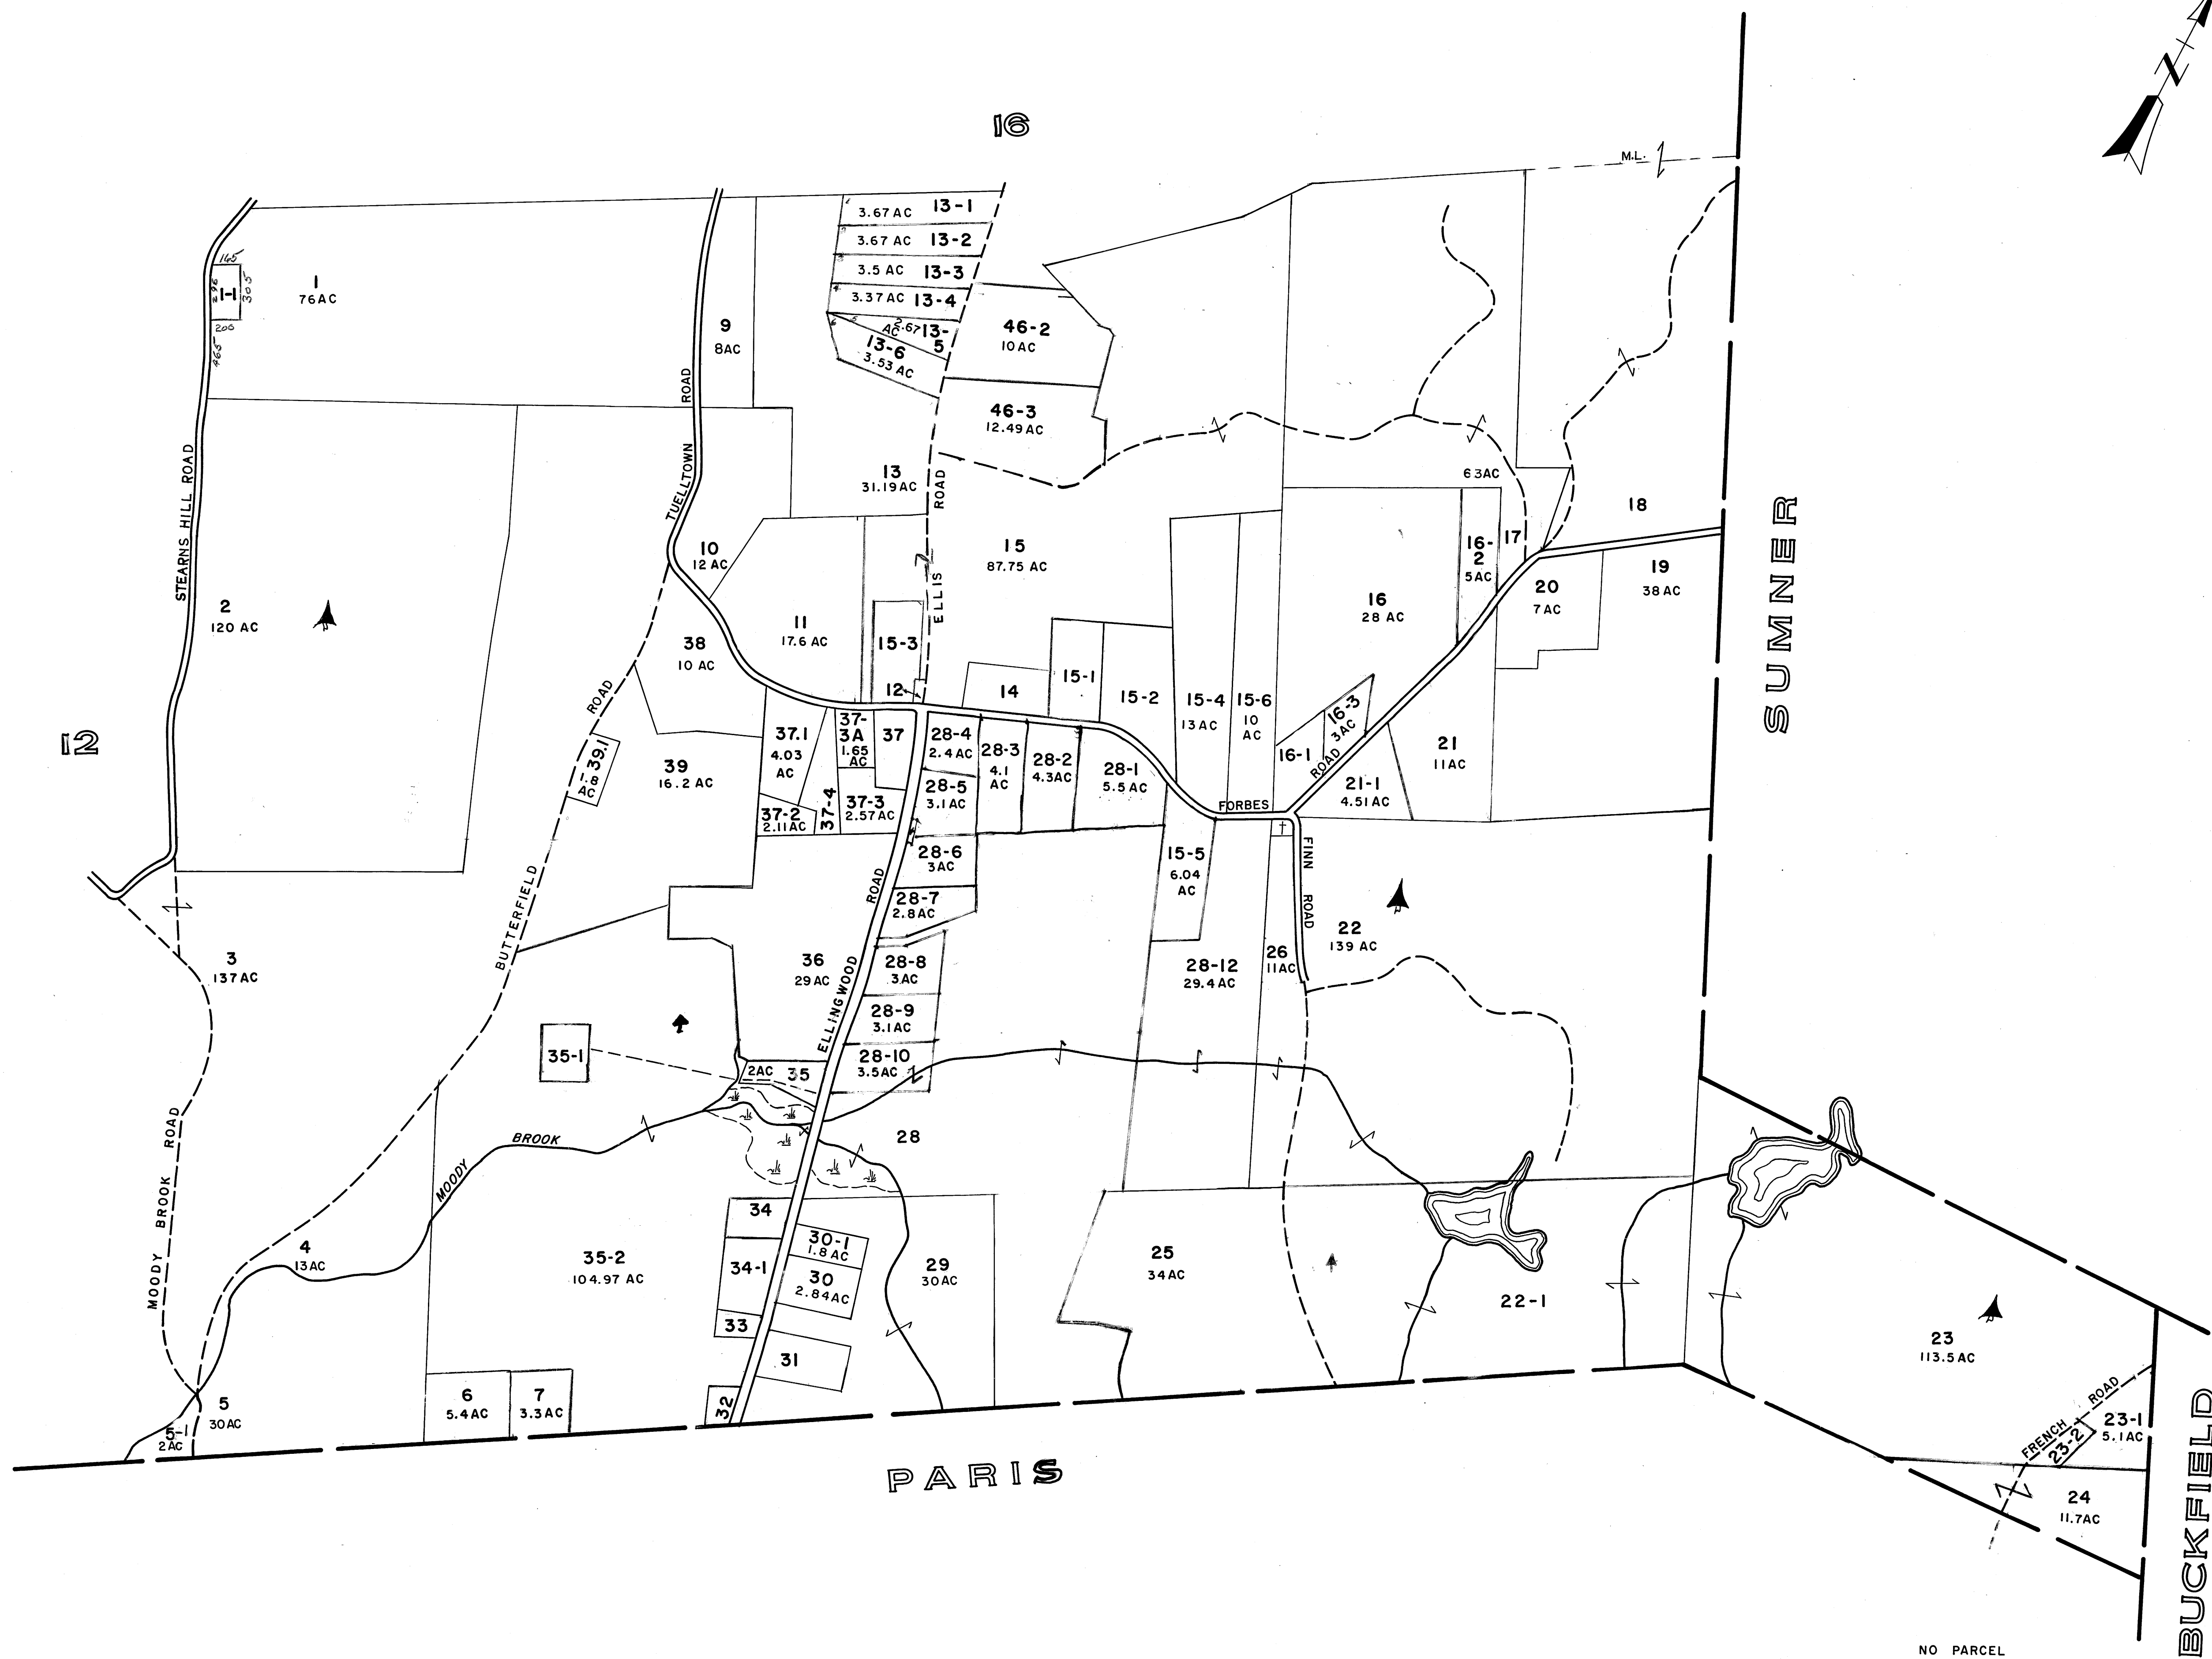 16
N
M.L.
13-1
3.67 AC
13-2
3.67 AC
13-3
3.5 AC
13-4
3.37 AC
13-5
2.67 AC
13-6
3.53 AC
145
1-1
296
305
200
465
1
76 AC
9
8 AC
46-2
10 AC
46-3
12.49 AC
TUELLTOWN ROAD
STEARNS HILL ROAD
13
31.19 AC
ELLIS ROAD
63 AC
18
SUMNER
15
87.75 AC
10
12 AC
16-2
5 AC
17
19
38 AC
20
7 AC
16
28 AC
2
120 AC
11
17.6 AC
15-3
38
10 AC
12
14
15-1
15-2
15-4
13 AC
15-6
10 AC
16-3
3 AC
16-1
12
37.1
4.03 AC
37-3A
1.65 AC
37
28-4
2.4 AC
28-3
4.1 AC
28-2
4.3 AC
28-1
5.5 AC
21
11 AC
21-1
4.51 AC
39.1
1.8 AC
39
16.2 AC
28-5
3.1 AC
37-2
2.11 AC
37-4
37-3
2.57 AC
FORBES ROAD
BUTTERFIELD ROAD
28-6
3 AC
15-5
6.04 AC
FINN ROAD
28-7
2.8 AC
22
139 AC
3
137 AC
36
29 AC
28-8
3 AC
28-12
29.4 AC
26
11 AC
ELLINGWOOD ROAD
28-9
3.1 AC
35-1
28-10
3.5 AC
2 AC
35
MOODY BROOK
28
MOODY BROOK ROAD
4
13 AC
35-2
104.97 AC
34
30-1
1.8 AC
34-1
30
2.84 AC
29
30 AC
25
34 AC
22-1
33
31
23
113.5 AC
5
30 AC
5-1
2 AC
6
5.4 AC
7
3.3 AC
32
FRENCH ROAD
23-2
23-1
5.1 AC
PARIS
24
11.7 AC
BUCKFIELD
NO PARCEL